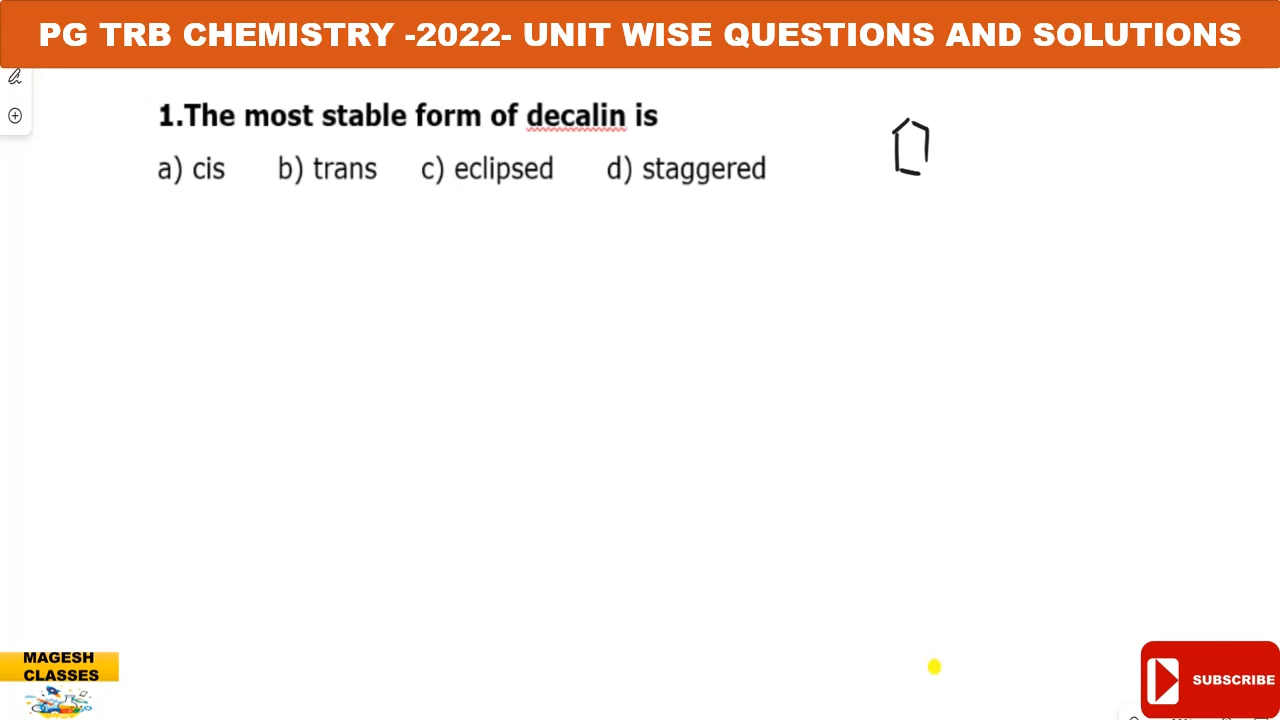 PG TRB CHEMISTRY -2022- UNIT WISE QUESTIONS AND SOLUTIONS
1.The most stable form of decalin is
a) cis b) trans c) eclipsed d) staggered
MAGESH
CLASSES
SUBSCRIBE